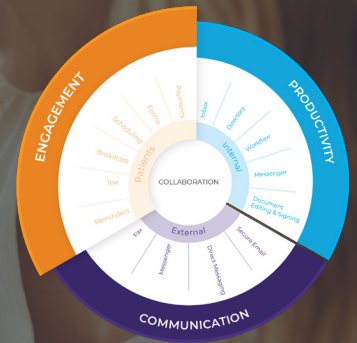 ENGAGEMENT
PRODUCTIVITY
COMMUNICATION
COLLABORATION
Patients
Payments
Forms
Scheduling
Broadcast
Text
Reminders
Internal
Inbox
Directory
Workflow
Messenger
Document
Editing & Signing
External
Fax
Messenger
Direct Messaging
Secure Email